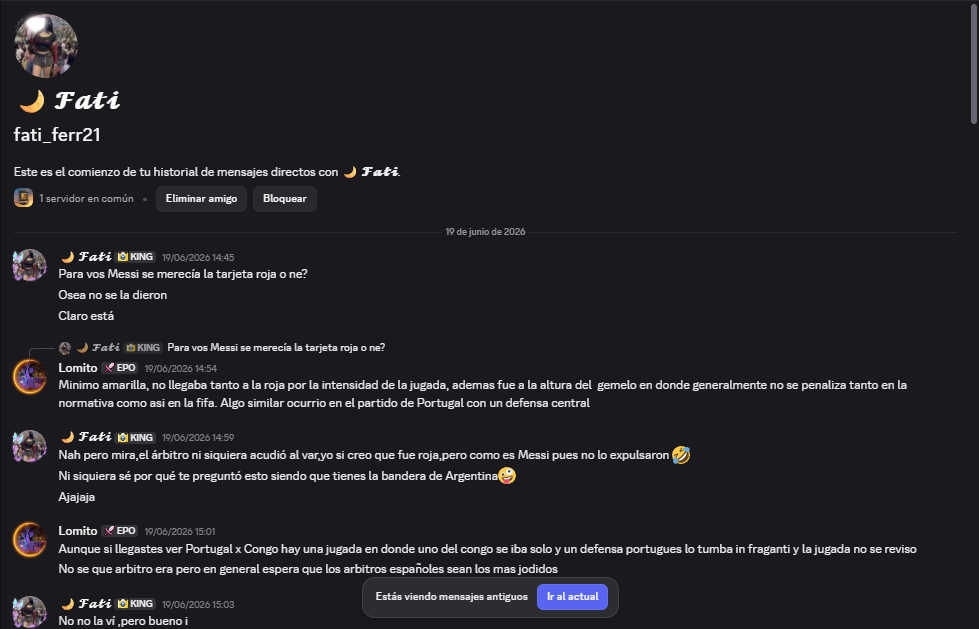 🌙 𝓕𝓪𝓽𝓲
fati_ferr21
Este es el comienzo de tu historial de mensajes directos con 🌙 𝓕𝓪𝓽𝓲.
1 servidor en común • Eliminar amigo Bloquear
19 de junio de 2026
🌙 𝓕𝓪𝓽𝓲 KING 19/06/2026 14:45
Para vos Messi se merecía la tarjeta roja o ne?
Osea no se la dieron
Claro está
🌙 𝓕𝓪𝓽𝓲 KING Para vos Messi se merecía la tarjeta roja o ne?
Lomito EPO 19/06/2026 14:54
Minimo amarilla, no llegaba tanto a la roja por la intensidad de la jugada, ademas fue a la altura del gemelo en donde generalmente no se penaliza tanto en la
normativa como asi en la fifa. Algo similar ocurrio en el partido de Portugal con un defensa central
🌙 𝓕𝓪𝓽𝓲 KING 19/06/2026 14:59
Nah pero mira,el árbitro ni siquiera acudió al var,yo si creo que fue roja,pero como es Messi pues no lo expulsaron 🤣
Ni siquiera sé por qué te preguntó esto siendo que tienes la bandera de Argentina🤪
Ajajaja
Lomito EPO 19/06/2026 15:01
Aunque si llegastes ver Portugal x Congo hay una jugada en donde uno del congo se iba solo y un defensa portugues lo tumba in fraganti y la jugada no se reviso
No se que arbitro era pero en general espera que los arbitros españoles sean los mas jodidos
Estás viendo mensajes antiguos Ir al actual
🌙 𝓕𝓪𝓽𝓲 KING 19/06/2026 15:03
No no la ví ,pero bueno i